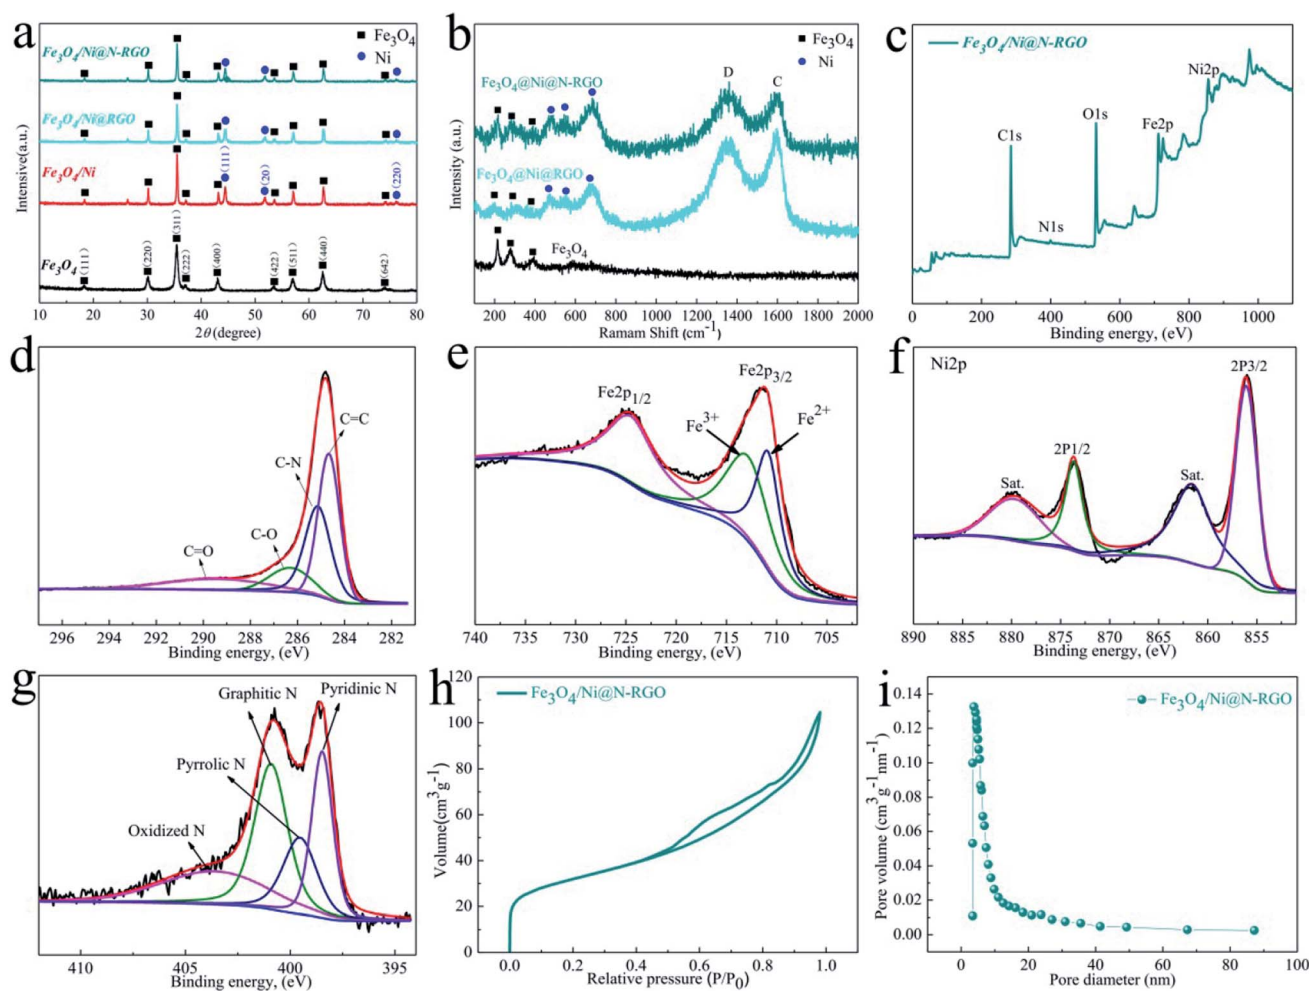 a
Fe3O4
Ni
Fe3O4/Ni@N-RGO
Fe3O4/Ni@RGO
Fe3O4/Ni
(111)
(20)
(220)
Fe3O4
(111)
(220)
(311)
(222)
(400)
(422)
(511)
(440)
(642)
Intensive(a.u.)
10 20 30 40 50 60 70 80
2θ (degree)
b
Fe3O4
Ni
Fe3O4@Ni@N-RGO
D
C
Fe3O4@Ni@RGO
Fe3O4
Intensity (a.u.)
200 400 600 800 1000 1200 1400 1600 1800 2000
Raman Shift (cm-1)
c
Fe3O4/Ni@N-RGO
C1s
N1s
O1s
Fe2p
Ni2p
0 200 400 600 800 1000
Binding energy, (eV)
d
C=C
C-N
C-O
C=O
296 294 292 290 288 286 284 282
Binding energy, (eV)
e
Fe2p1/2
Fe2p3/2
Fe3+
Fe2+
740 735 730 725 720 715 710 705
Binding energy, (eV)
f
Ni2p
2P3/2
2P1/2
Sat.
Sat.
890 885 880 875 870 865 860 855
Binding energy, (eV)
g
Graphitic N
Pyridinic N
Pyrrolic N
Oxidized N
410 405 400 395
Binding energy, (eV)
h
Fe3O4/Ni@N-RGO
Volume(cm3g-1)
120
100
80
60
40
20
0
0.0 0.2 0.4 0.6 0.8 1.0
Relative pressure (P/P0)
i
Fe3O4/Ni@N-RGO
Pore volume (cm3g-1nm-1)
0.14
0.12
0.10
0.08
0.06
0.04
0.02
0.00
0 20 40 60 80 100
Pore diameter (nm)